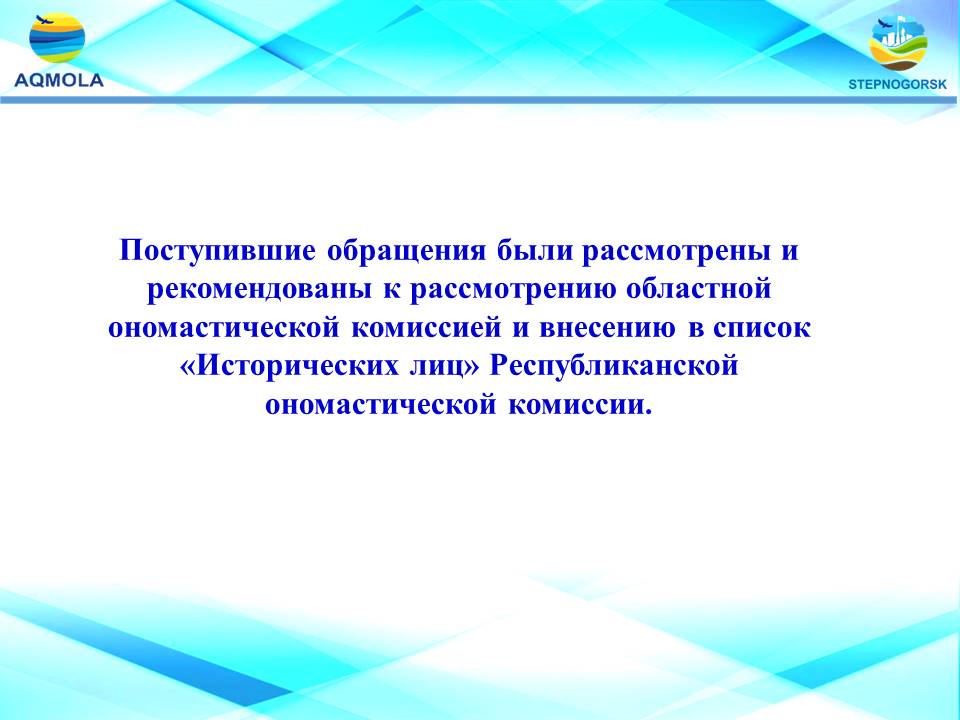 AQMOLA
STEPNOGORSK
Поступившие обращения были рассмотрены и
рекомендованы к рассмотрению областной
ономастической комиссией и внесению в список
«Исторических лиц» Республиканской
ономастической комиссии.